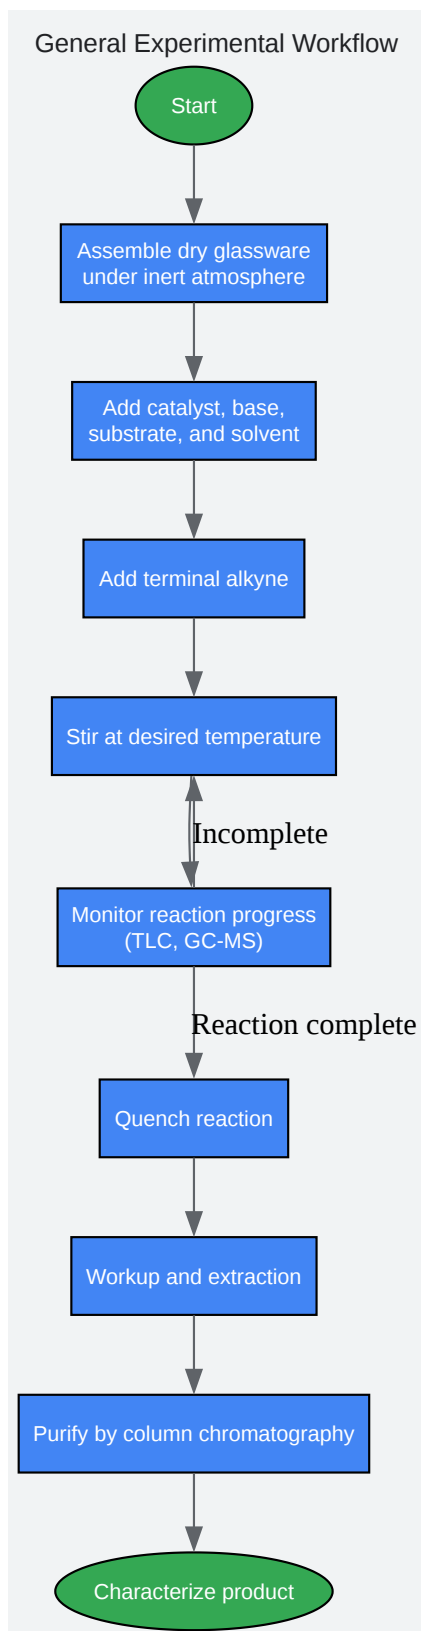 General Experimental Workflow
Start
Assemble dry glassware
under inert atmosphere
Add catalyst, base,
substrate, and solvent
Add terminal alkyne
Stir at desired temperature
Incomplete
Monitor reaction progress
(TLC, GC-MS)
Reaction complete
Quench reaction
Workup and extraction
Purify by column chromatography
Characterize product